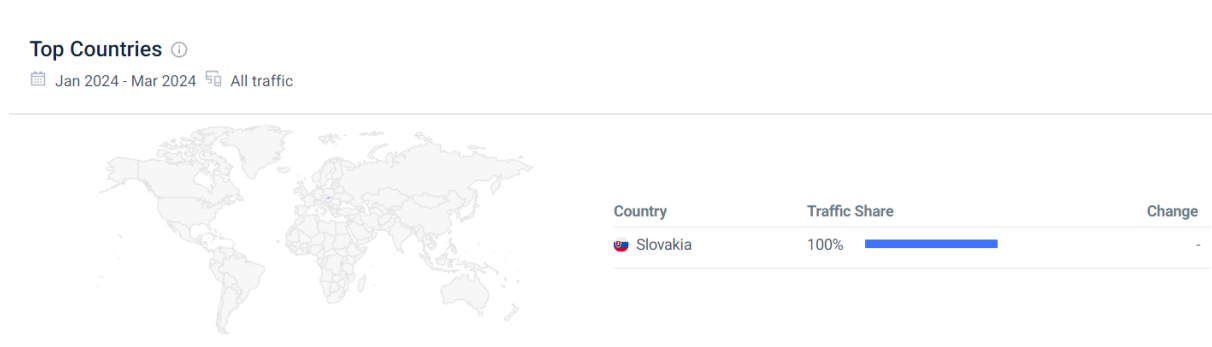 Top Countries
Jan 2024 - Mar 2024 All traffic
Country Traffic Share Change
Slovakia 100% -